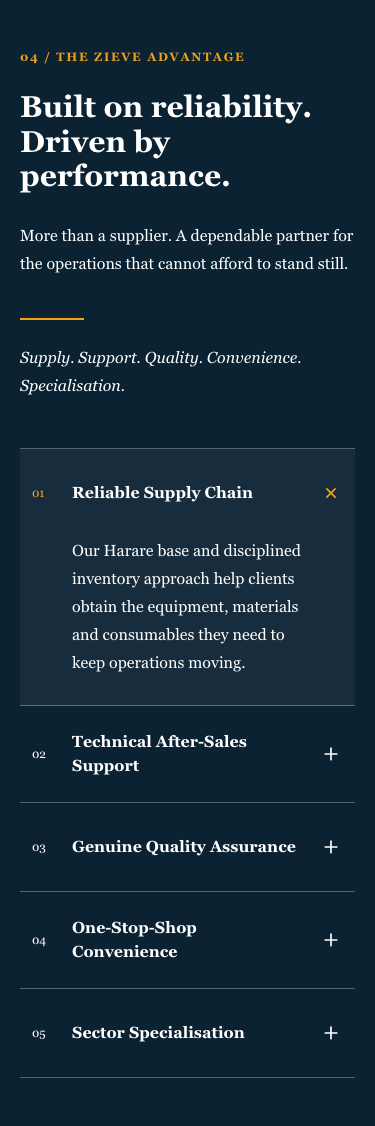 04 / THE ZIEVE ADVANTAGE
Built on reliability.
Driven by
performance.
More than a supplier. A dependable partner for
the operations that cannot afford to stand still.
Supply. Support. Quality. Convenience.
Specialisation.
01 Reliable Supply Chain
Our Harare base and disciplined
inventory approach help clients
obtain the equipment, materials
and consumables they need to
keep operations moving.
02 Technical After-Sales
Support
03 Genuine Quality Assurance
04 One-Stop-Shop
Convenience
05 Sector Specialisation